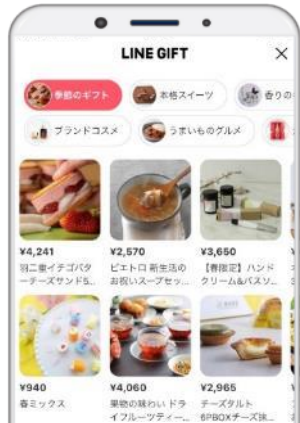 LINE GIFT ×
季節のギフト 本格スイーツ 香りの
ブランドコスメ うまいものグルメ
¥4,241 ¥2,570 ¥3,650
羽二重イチゴバタ ピエトロ 新生活の 【春限定】ハンド
ーチーズサンド5... お祝いスープセッ... クリーム&バスソ...
¥940 ¥4,060 ¥2,965
春ミックス 果物の味わい ドラ チーズタルト
イフルーツティー... 6PBOXチーズ抹...